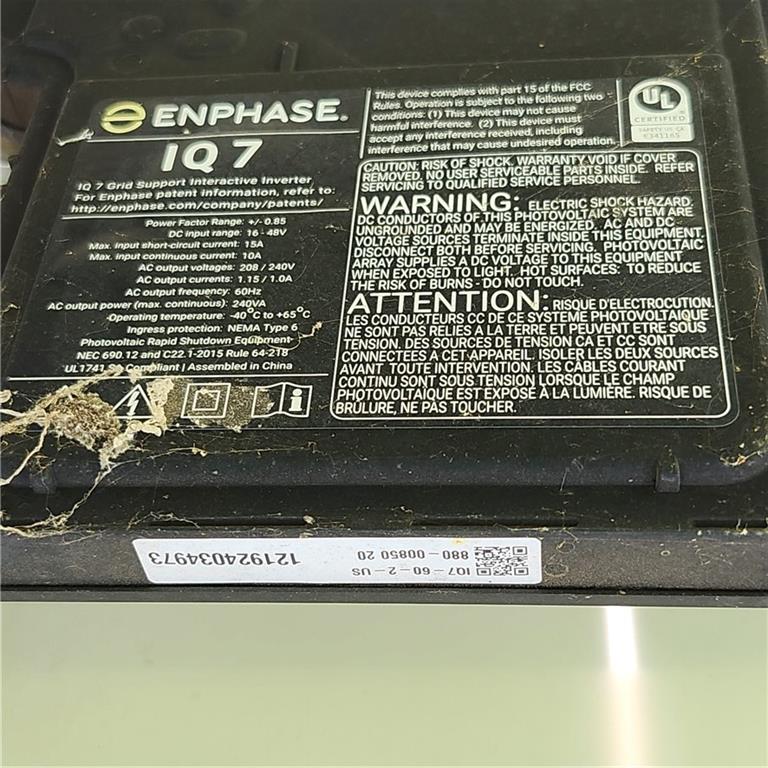 ENPHASE.
IQ 7
IQ 7 Grid Support Interactive Inverter
For Enphase patent information, refer to:
http://enphase.com/company/patents/
Power Factor Range: +/- 0.85
DC input range: 16 - 48V
Max. input short-circuit current: 15A
Max. input continuous current: 10A
AC output voltages: 208 / 240V
AC output currents: 1.15 / 1.0A
AC output frequency: 60Hz
AC output power (max. continuous): 240VA
Operating temperature: -40°C to +65°C
Ingress protection: NEMA Type 6
Photovoltaic Rapid Shutdown Equipment
NEC 690.12 and C22.1-2015 Rule 64-218
UL1741 SA Compliant | Assembled in China
This device complies with part 15 of the FCC
Rules. Operation is subject to the following two
conditions: (1) This device may not cause
harmful interference. (2) This device must
accept any interference received, including
interference that may cause undesired operation.
UL
CERTIFIED
SAFETY US CA
E341165
CAUTION: RISK OF SHOCK. WARRANTY VOID IF COVER
REMOVED. NO USER SERVICEABLE PARTS INSIDE. REFER
SERVICING TO QUALIFIED SERVICE PERSONNEL.
WARNING: ELECTRIC SHOCK HAZARD.
DC CONDUCTORS OF THIS PHOTOVOLTAIC SYSTEM ARE
UNGROUNDED AND MAY BE ENERGIZED. AC AND DC
VOLTAGE SOURCES TERMINATE INSIDE THIS EQUIPMENT.
DISCONNECT BOTH BEFORE SERVICING. PHOTOVOLTAIC
ARRAY SUPPLIES A DC VOLTAGE TO THIS EQUIPMENT
WHEN EXPOSED TO LIGHT. HOT SURFACES: TO REDUCE
THE RISK OF BURNS - DO NOT TOUCH.
ATTENTION: RISQUE D'ELECTROCUTION.
LES CONDUCTEURS CC DE CE SYSTEME PHOTOVOLTAIQUE
NE SONT PAS RELIES A LA TERRE ET PEUVENT ETRE SOUS
TENSION. DES SOURCES DE TENSION CA ET CC SONT
CONNECTEES A CET APPAREIL. ISOLER LES DEUX SOURCES
AVANT TOUTE INTERVENTION. LES CÂBLES COURANT
CONTINU SONT SOUS TENSION LORSQUE LE CHAMP
PHOTOVOLTAÏQUE EST EXPOSÉ A LA LUMIÈRE. RISQUE DE
BRÛLURE, NE PAS TOUCHER.
IQ7-60-2-US
880-00850 20
121924034973